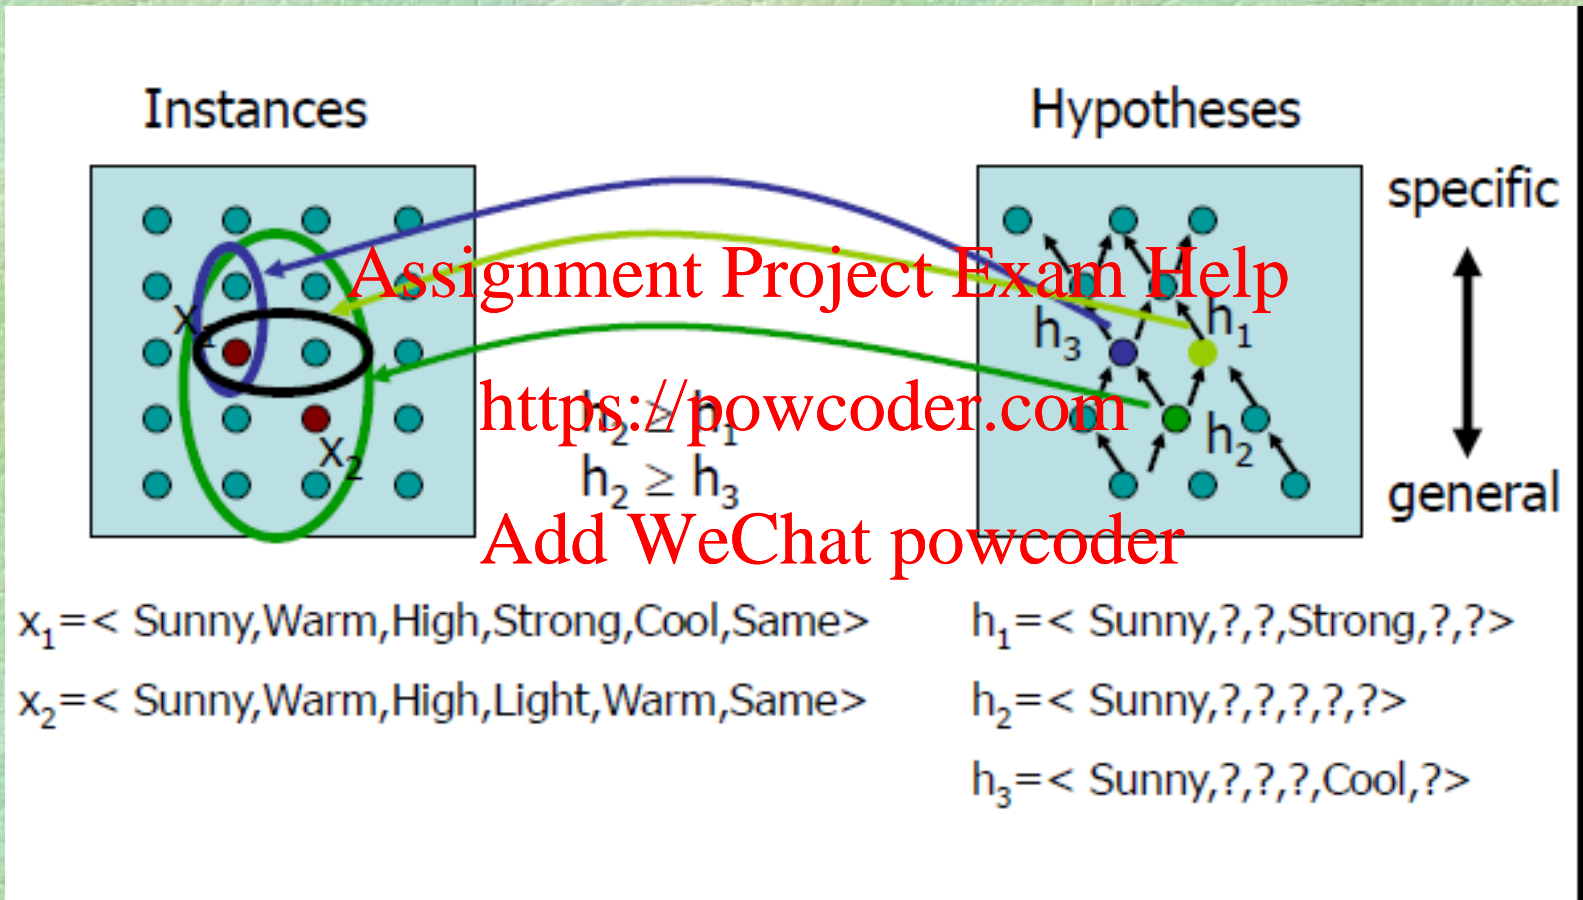 Instances
Hypotheses
specific
Assignment Project Exam Help
x₁
h₃
h₁
https://powcoder.com
h₂ ≥ h₁
h₂
x₂
h₂ ≥ h₃
general
Add WeChat powcoder
x₁=< Sunny,Warm,High,Strong,Cool,Same>
h₁=< Sunny,?,?,Strong,?,?>
x₂=< Sunny,Warm,High,Light,Warm,Same>
h₂=< Sunny,?,?,?,?,?>
h₃=< Sunny,?,?,?,Cool,?>